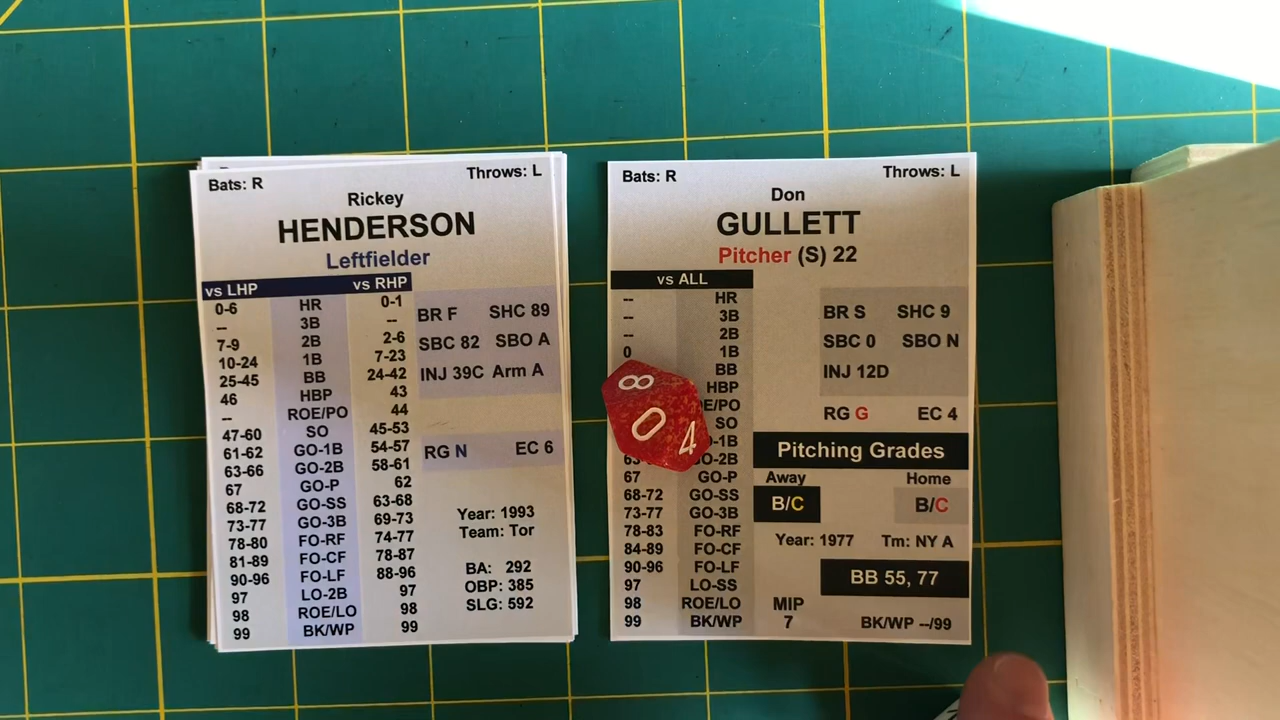 Bats: R Throws: L
Rickey
HENDERSON
Leftfielder
vs LHP vs RHP
0-6 HR 0-1
-- 3B --
7-9 2B 2-6
10-24 1B 7-23
25-45 BB 24-42
46 HBP 43
-- ROE/PO 44
47-60 SO 45-53
61-62 GO-1B 54-57
63-66 GO-2B 58-61
67 GO-P 62
68-72 GO-SS 63-68
73-77 GO-3B 69-73
78-80 FO-RF 74-77
81-89 FO-CF 78-87
90-96 FO-LF 88-96
97 LO-2B 97
98 ROE/LO 98
99 BK/WP 99
BR F SHC 89
SBC 82 SBO A
INJ 39C Arm A
RG N EC 6
Year: 1993
Team: Tor
BA: 292
OBP: 385
SLG: 592
Bats: R Throws: L
Don
GULLETT
Pitcher (S) 22
vs ALL
-- HR
-- 3B
-- 2B
0 1B
BB
HBP
E/PO
SO
-1B
O-2B
67 GO-P
68-72 GO-SS
73-77 GO-3B
78-83 FO-RF
84-89 FO-CF
90-96 FO-LF
97 LO-SS
98 ROE/LO
99 BK/WP
BR S SHC 9
SBC 0 SBO N
INJ 12D
RG G EC 4
Pitching Grades
Away Home
B/C B/C
Year: 1977 Tm: NY A
BB 55, 77
MIP
7
BK/WP --/99
8
0
4